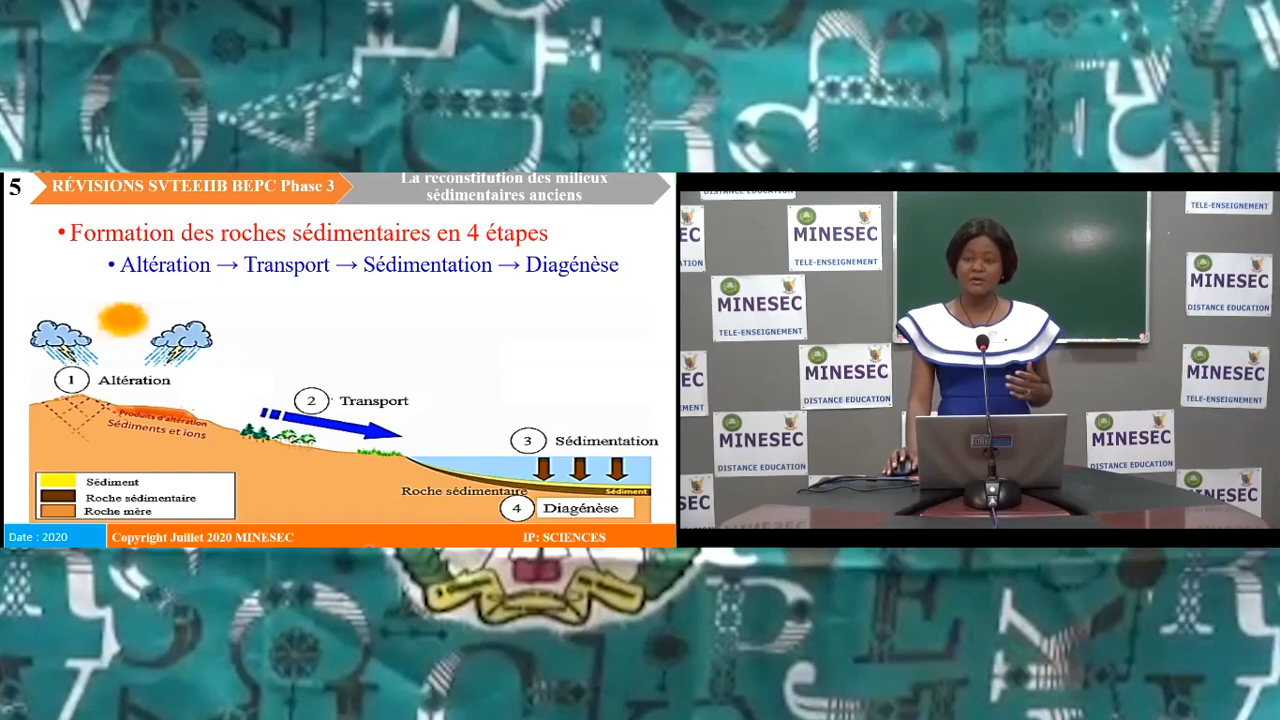 5
RÉVISIONS SVTEEHB BEPC Phase 3
La reconstitution des milieux
sédimentaires anciens
• Formation des roches sédimentaires en 4 étapes
• Altération → Transport → Sédimentation → Diagénèse
1 Altération
Produits d'altération
Sédiments et ions
2 Transport
3 Sédimentation
Roche sédimentaire
Sédiment
4 Diagénèse
Sédiment
Roche sédimentaire
Roche mère
Date : 2020
Copyright Juillet 2020 MINESEC
IP: SCIENCES
DISTANCE EDUCATION
TELE-ENSEIGNEMENT
MINESEC
TELE-ENSEIGNEMENT
MINESEC
TELE-ENSEIGNEMENT
MINESEC
DISTANCE EDUCATION
MINESEC
DISTANCE EDUCATION
MINESEC
TELE-ENSEIGNEMENT
MINESEC
DISTANCE EDUCATION
MINESEC
DISTANCE EDUCATION
MINESEC